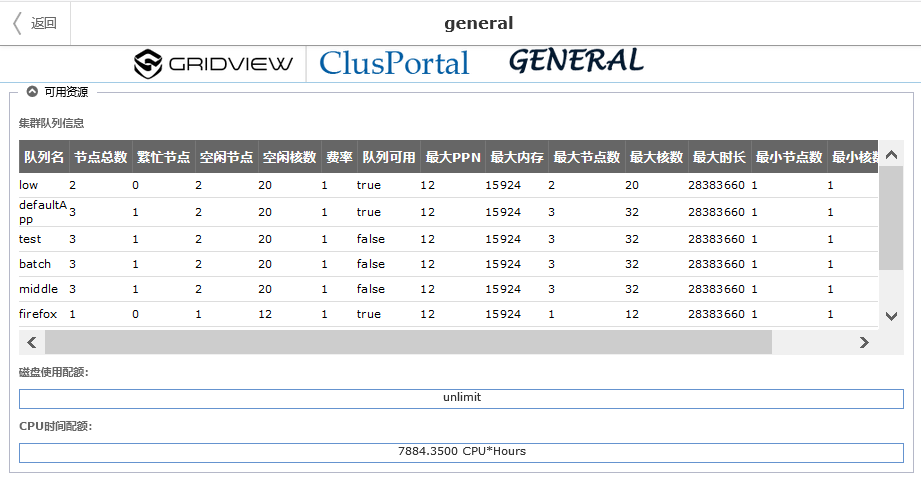 返回
general
GRIDVIEW ClusPortal GENERAL
可用资源
集群队列信息
队列名 节点总数 繁忙节点 空闲节点 空闲核数 费率 队列可用 最大PPN 最大内存 最大节点数 最大核数 最大时长 最小节点数 最小核数
low 2 0 2 20 1 true 12 15924 2 20 28383660 1 1
defaultA
pp 3 1 2 20 1 true 12 15924 3 32 28383660 1 1
test 3 1 2 20 1 false 12 15924 3 32 28383660 1 1
batch 3 1 2 20 1 false 12 15924 3 32 28383660 1 1
middle 3 1 2 20 1 false 12 15924 3 32 28383660 1 1
firefox 1 0 1 12 1 true 12 15924 1 12 28383660 1 1
磁盘使用配额:
unlimit
CPU时间配额:
7884.3500 CPU*Hours